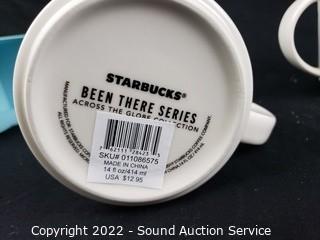 STARBUCKS®
BEEN THERE SERIES
ACROSS THE GLOBE COLLECTION
SKU# 011086575
MADE IN CHINA
14 fl oz/414 ml
USA $12.95
Copyright 2022 - Sound Auction Service